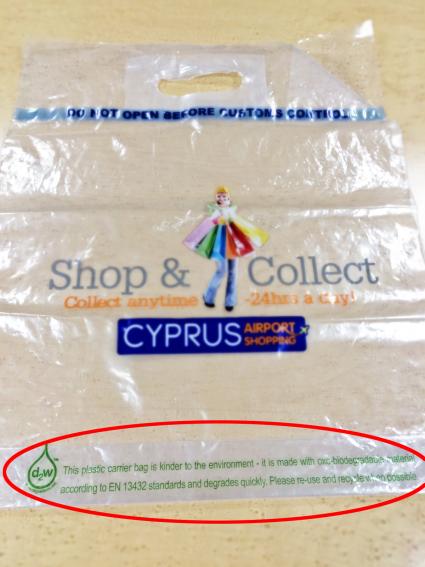 DO NOT OPEN BEFORE CUSTOMS CONTROL
Shop & Collect
Collect anytime -24hrs a day!
CYPRUS AIRPORT SHOPPING
d2w
This plastic carrier bag is kinder to the environment - it is made with oxo-biodegradable material
according to EN 13432 standards and degrades quickly. Please re-use and recycle when possible